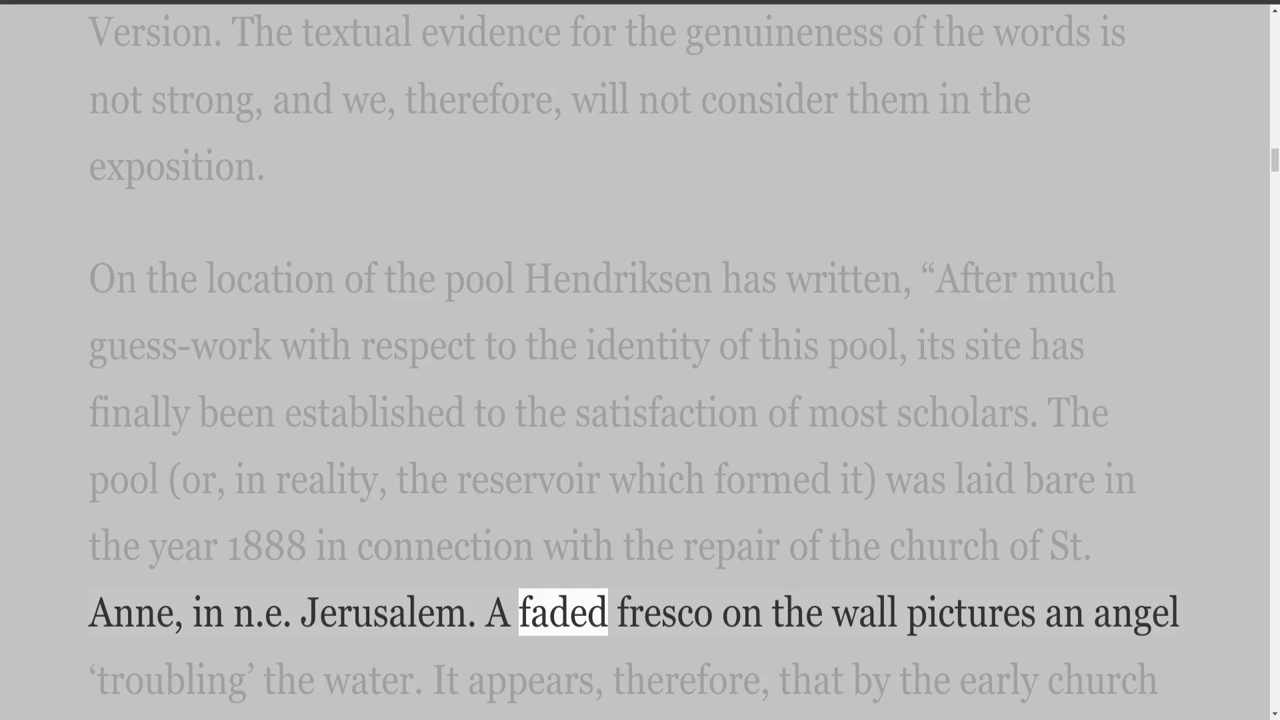 Version. The textual evidence for the genuineness of the words is
not strong, and we, therefore, will not consider them in the
exposition.
On the location of the pool Hendriksen has written, “After much
guess-work with respect to the identity of this pool, its site has
finally been established to the satisfaction of most scholars. The
pool (or, in reality, the reservoir which formed it) was laid bare in
the year 1888 in connection with the repair of the church of St.
Anne, in n.e. Jerusalem. A faded fresco on the wall pictures an angel
‘troubling’ the water. It appears, therefore, that by the early church